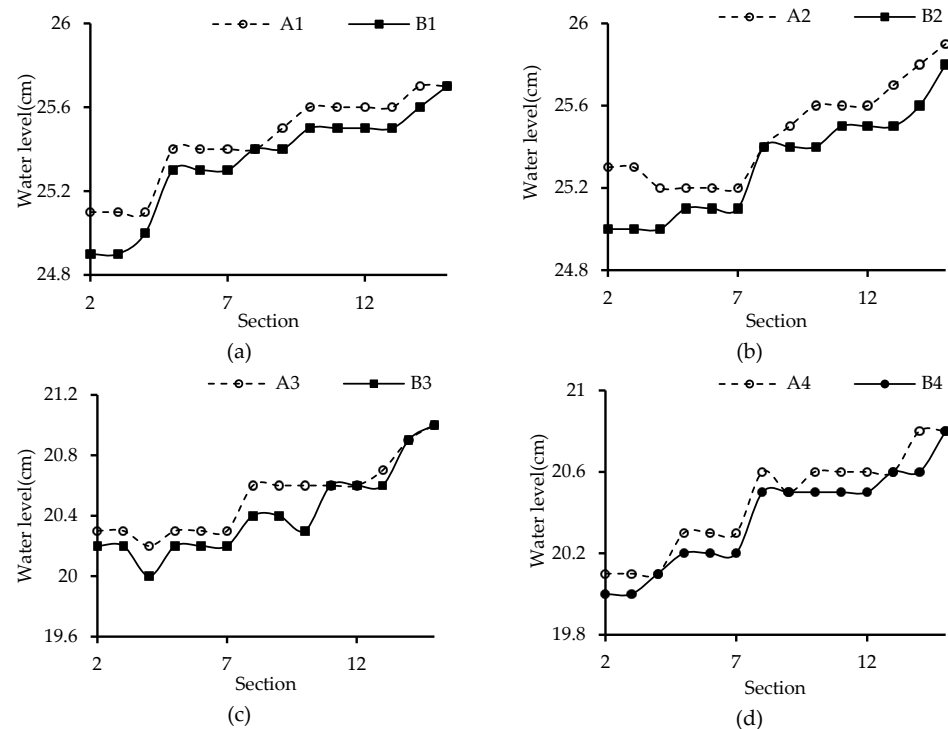 A1 B1
26
25.6
25.2
24.8
Water level(cm)
2 7 12
Section
(a)
A2 B2
26
25.6
25.2
24.8
Water level(cm)
2 7 12
Section
(b)
A3 B3
21.2
20.8
20.4
20
19.6
Water level(cm)
2 7 12
Section
(c)
A4 B4
21
20.6
20.2
19.8
Water level(cm)
2 7 12
Section
(d)